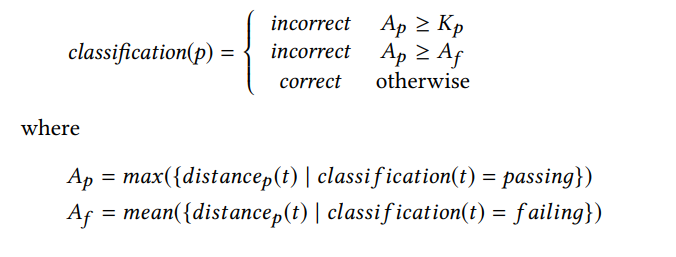 incorrect A_p ≥ K_p
classification(p) = { incorrect A_p ≥ A_f
correct otherwise
where
A_p = max({distance_p(t) | classification(t) = passing})
A_f = mean({distance_p(t) | classification(t) = failing})